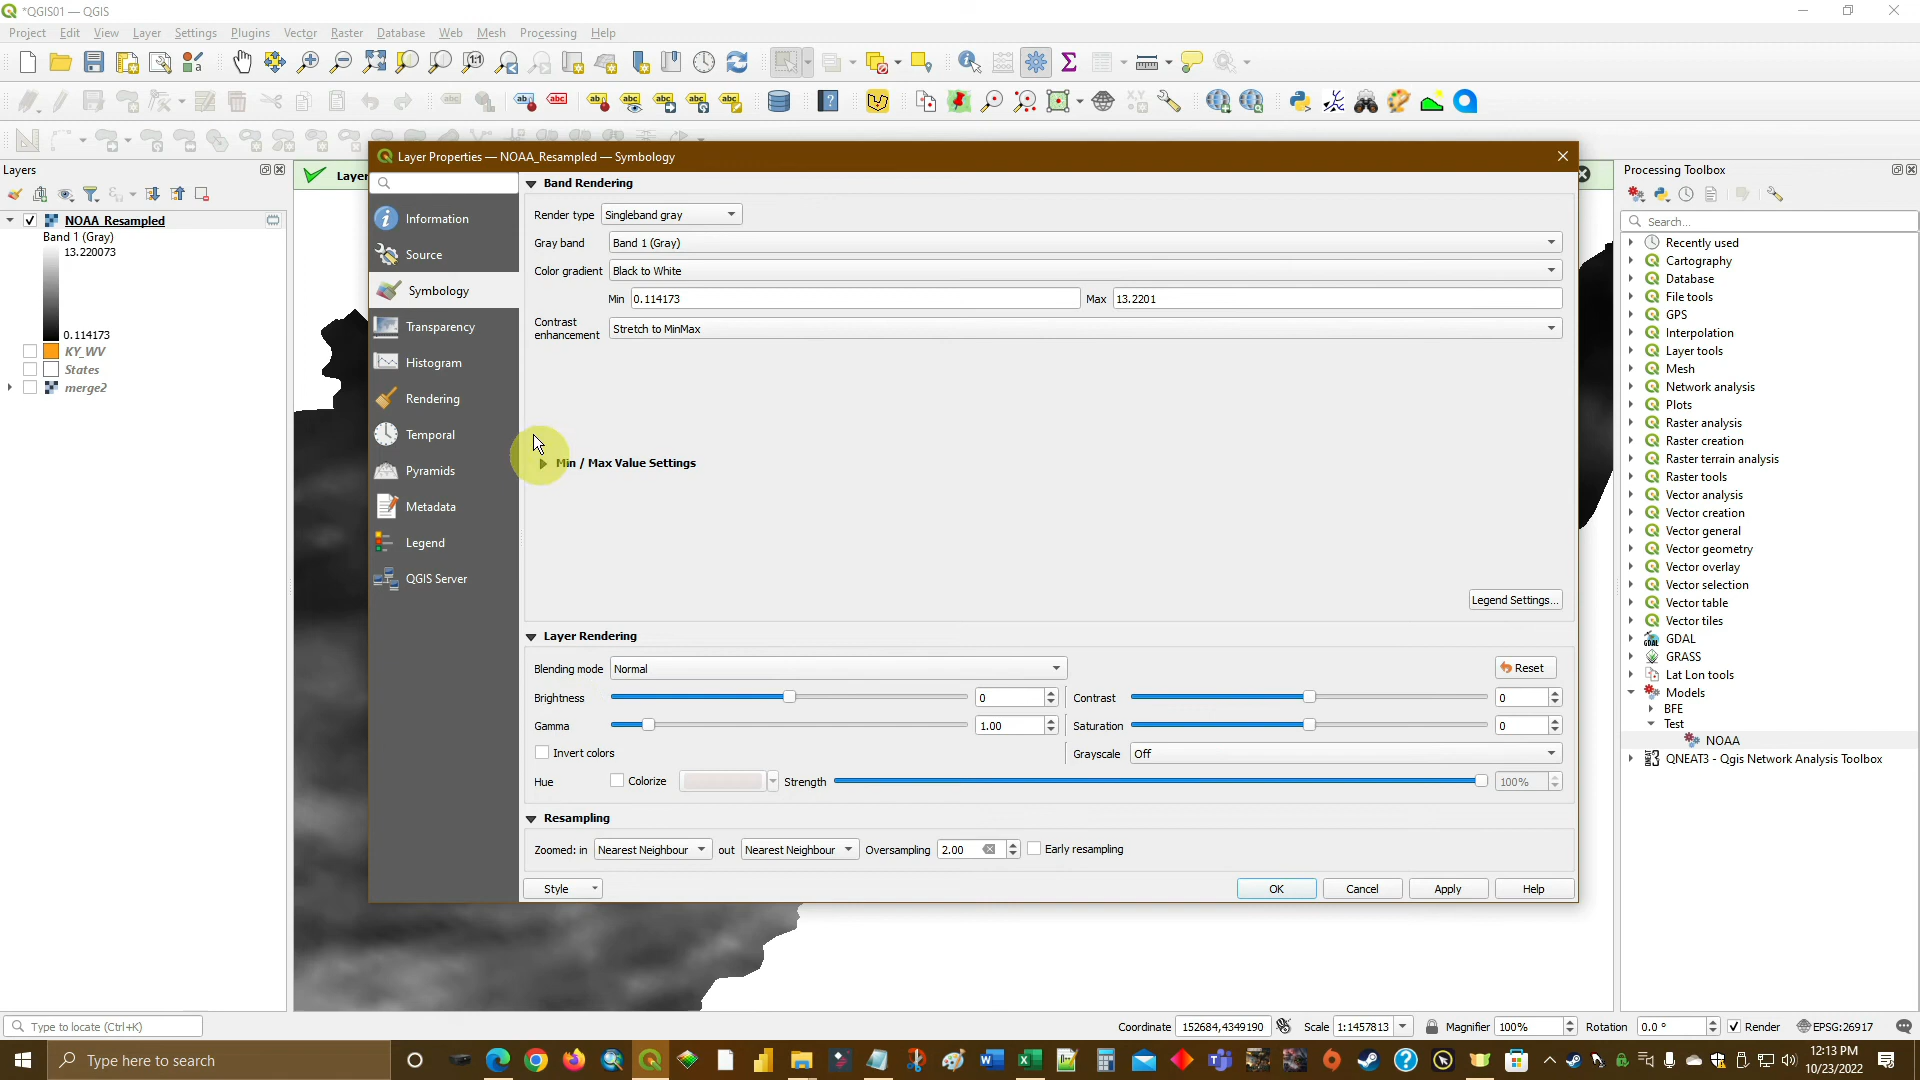 *QGIS01 — QGIS
Project Edit View Layer Settings Plugins Vector Raster Database Web Mesh Processing Help
Layers
NOAA_Resampled
Band 1 (Gray)
13.220073
0.114173
KY_WV
States
merge2
Layer
Layer Properties — NOAA_Resampled — Symbology
Information
Source
Symbology
Transparency
Histogram
Rendering
Temporal
Pyramids
Metadata
Legend
QGIS Server
Band Rendering
Render type Singleband gray
Gray band Band 1 (Gray)
Color gradient Black to White
Min 0.114173 Max 13.2201
Contrast enhancement Stretch to MinMax
Min / Max Value Settings
Legend Settings...
Layer Rendering
Blending mode Normal Reset
Brightness 0 Contrast 0
Gamma 1.00 Saturation 0
Invert colors Grayscale Off
Hue Colorize Strength 100%
Resampling
Zoomed: in Nearest Neighbour out Nearest Neighbour Oversampling 2.00 Early resampling
Style OK Cancel Apply Help
Processing Toolbox
Search...
Recently used
Cartography
Database
File tools
GPS
Interpolation
Layer tools
Mesh
Network analysis
Plots
Raster analysis
Raster creation
Raster terrain analysis
Raster tools
Vector analysis
Vector creation
Vector general
Vector geometry
Vector overlay
Vector selection
Vector table
Vector tiles
GDAL
GRASS
Lat Lon tools
Models
BFE
Test
NOAA
QNEAT3 - Qgis Network Analysis Toolbox
Type to locate (Ctrl+K) Coordinate 152684,4349190 Scale 1:1457813 Magnifier 100% Rotation 0.0 ° Render EPSG:26917
Type here to search
12:13 PM
10/23/2022